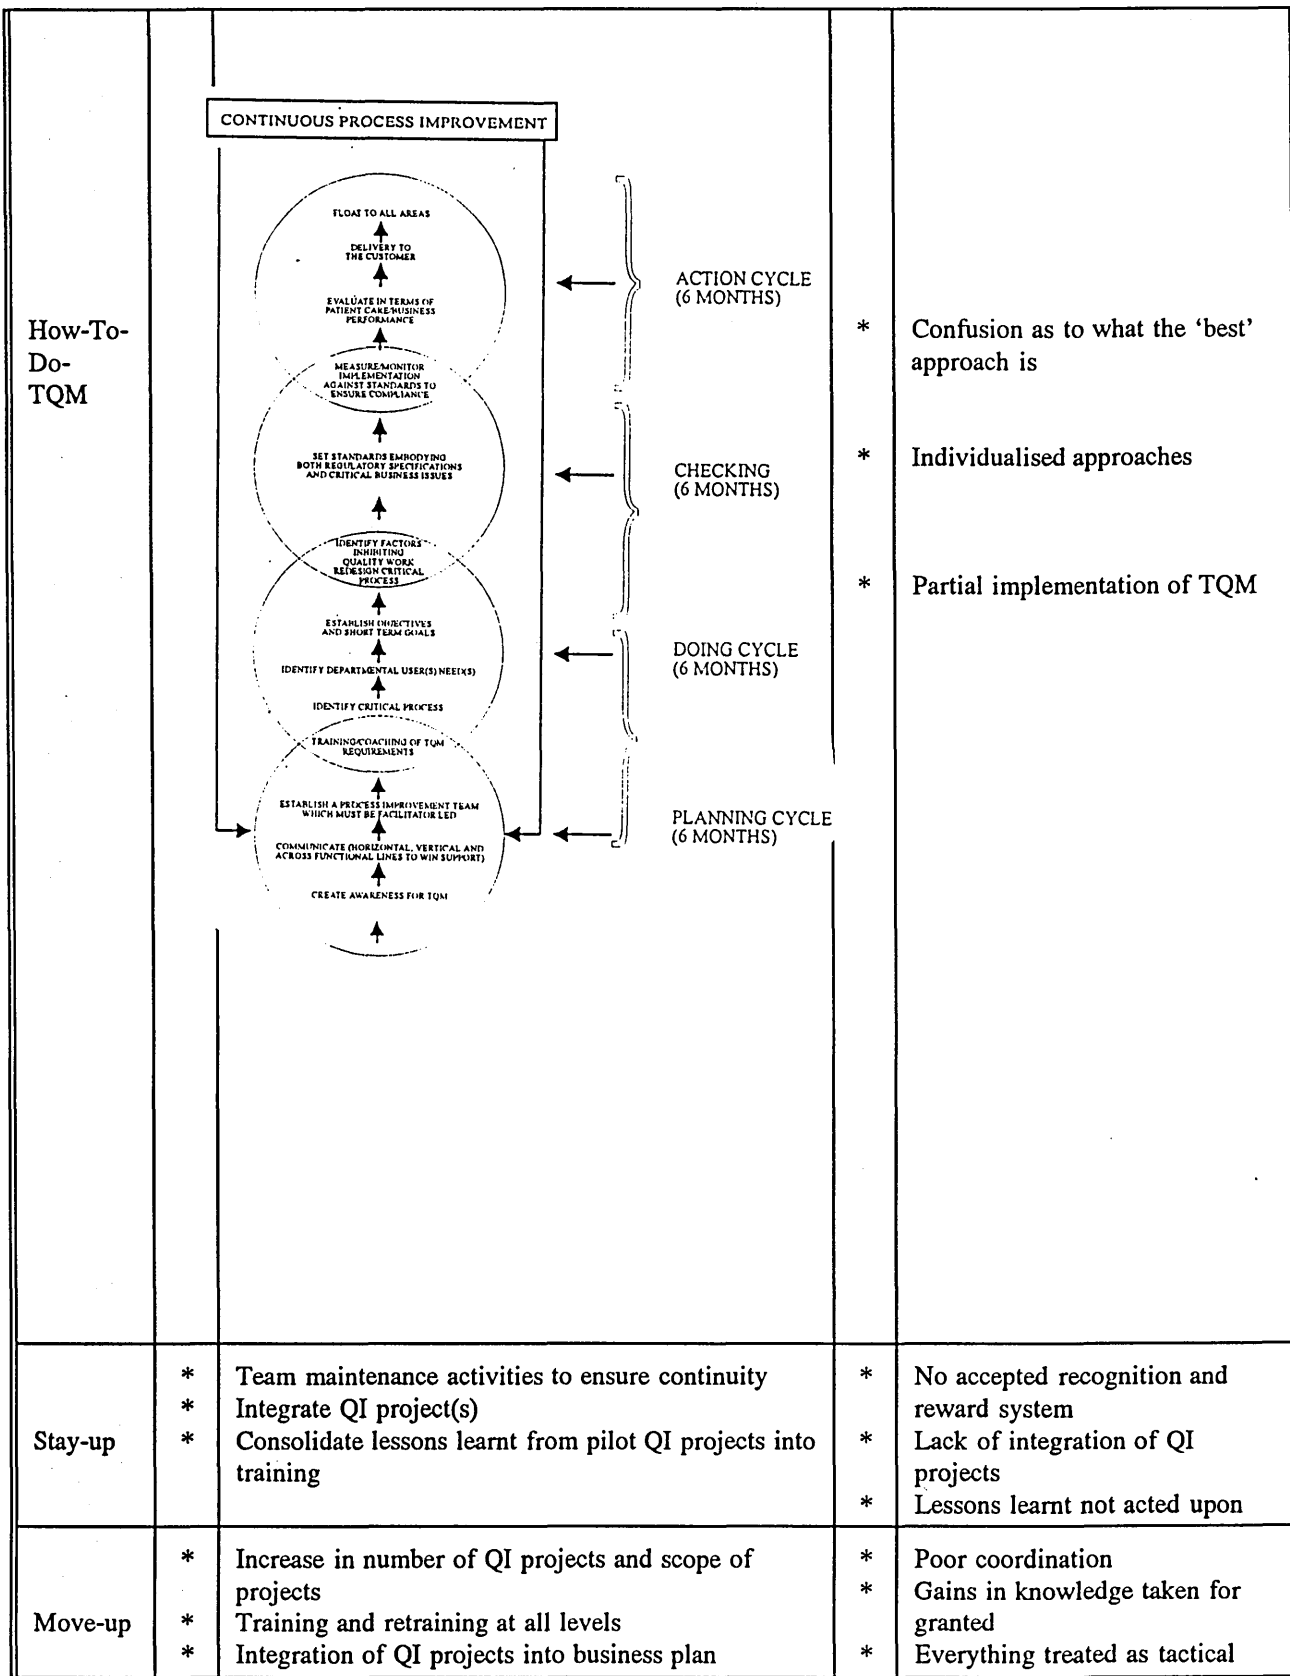 CONTINUOUS PROCESS IMPROVEMENT
FLOAT TO ALL AREAS
DELIVERY TO
THE CUSTOMER
EVALUATE IN TERMS OF
PATIENT CARE/BUSINESS
PERFORMANCE
MEASURE/MONITOR
IMPLEMENTATION
AGAINST STANDARDS TO
ENSURE COMPLIANCE
SET STANDARDS EMBODYING
BOTH REGULATORY SPECIFICATIONS
AND CRITICAL BUSINESS ISSUES
IDENTIFY FACTORS
INHIBITING
QUALITY WORK
REDESIGN CRITICAL
PROCESS
ESTABLISH OBJECTIVES
AND SHORT TERM GOALS
IDENTIFY DEPARTMENTAL USER(S) NEED(S)
IDENTIFY CRITICAL PROCESS
TRAINING/COACHING OF TQM
REQUIREMENTS
ESTABLISH A PROCESS IMPROVEMENT TEAM
WHICH MUST BE FACILITATOR LED
COMMUNICATE (HORIZONTAL, VERTICAL AND
ACROSS FUNCTIONAL LINES TO WIN SUPPORT)
CREATE AWARENESS FOR TQM
ACTION CYCLE
(6 MONTHS)
CHECKING
(6 MONTHS)
DOING CYCLE
(6 MONTHS)
PLANNING CYCLE
(6 MONTHS)
How-To-
Do-
TQM
* Confusion as to what the ‘best’
approach is
* Individualised approaches
* Partial implementation of TQM
Stay-up
* Team maintenance activities to ensure continuity
* Integrate QI project(s)
* Consolidate lessons learnt from pilot QI projects into
training
* No accepted recognition and
reward system
* Lack of integration of QI
projects
* Lessons learnt not acted upon
Move-up
* Increase in number of QI projects and scope of
projects
* Training and retraining at all levels
* Integration of QI projects into business plan
* Poor coordination
* Gains in knowledge taken for
granted
* Everything treated as tactical